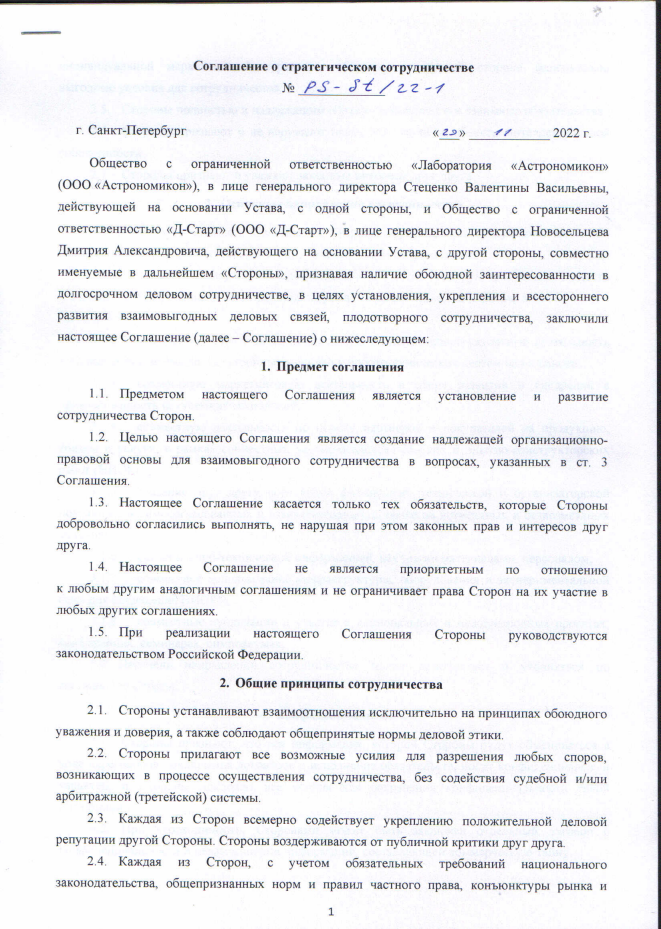 Соглашение о стратегическом сотрудничестве
№ PS-St/22-1
г. Санкт-Петербург «29» 11 2022 г.
Общество с ограниченной ответственностью «Лаборатория «Астрономикон»
(ООО «Астрономикон»), в лице генерального директора Стеценко Валентины Васильевны,
действующей на основании Устава, с одной стороны, и Общество с ограниченной
ответственностью «Д-Старт» (ООО «Д-Старт»), в лице генерального директора Новосельцева
Дмитрия Александровича, действующего на основании Устава, с другой стороны, совместно
именуемые в дальнейшем «Стороны», признавая наличие обоюдной заинтересованности в
долгосрочном деловом сотрудничестве, в целях установления, укрепления и всестороннего
развития взаимовыгодных деловых связей, плодотворного сотрудничества, заключили
настоящее Соглашение (далее – Соглашение) о нижеследующем:
1. Предмет соглашения
1.1. Предметом настоящего Соглашения является установление и развитие
сотрудничества Сторон.
1.2. Целью настоящего Соглашения является создание надлежащей организационно-
правовой основы для взаимовыгодного сотрудничества в вопросах, указанных в ст. 3
Соглашения.
1.3. Настоящее Соглашение касается только тех обязательств, которые Стороны
добровольно согласились выполнять, не нарушая при этом законных прав и интересов друг
друга.
1.4. Настоящее Соглашение не является приоритетным по отношению
к любым другим аналогичным соглашениям и не ограничивает права Сторон на их участие в
любых других соглашениях.
1.5. При реализации настоящего Соглашения Стороны руководствуются
законодательством Российской Федерации.
2. Общие принципы сотрудничества
2.1. Стороны устанавливают взаимоотношения исключительно на принципах обоюдного
уважения и доверия, а также соблюдают общепринятые нормы деловой этики.
2.2. Стороны прилагают все возможные усилия для разрешения любых споров,
возникающих в процессе осуществления сотрудничества, без содействия судебной и/или
арбитражной (третейской) системы.
2.3. Каждая из Сторон всемерно содействует укреплению положительной деловой
репутации другой Стороны. Стороны воздерживаются от публичной критики друг друга.
2.4. Каждая из Сторон, с учетом обязательных требований национального
законодательства, общепризнанных норм и правил частного права, конъюнктуры рынка и
1